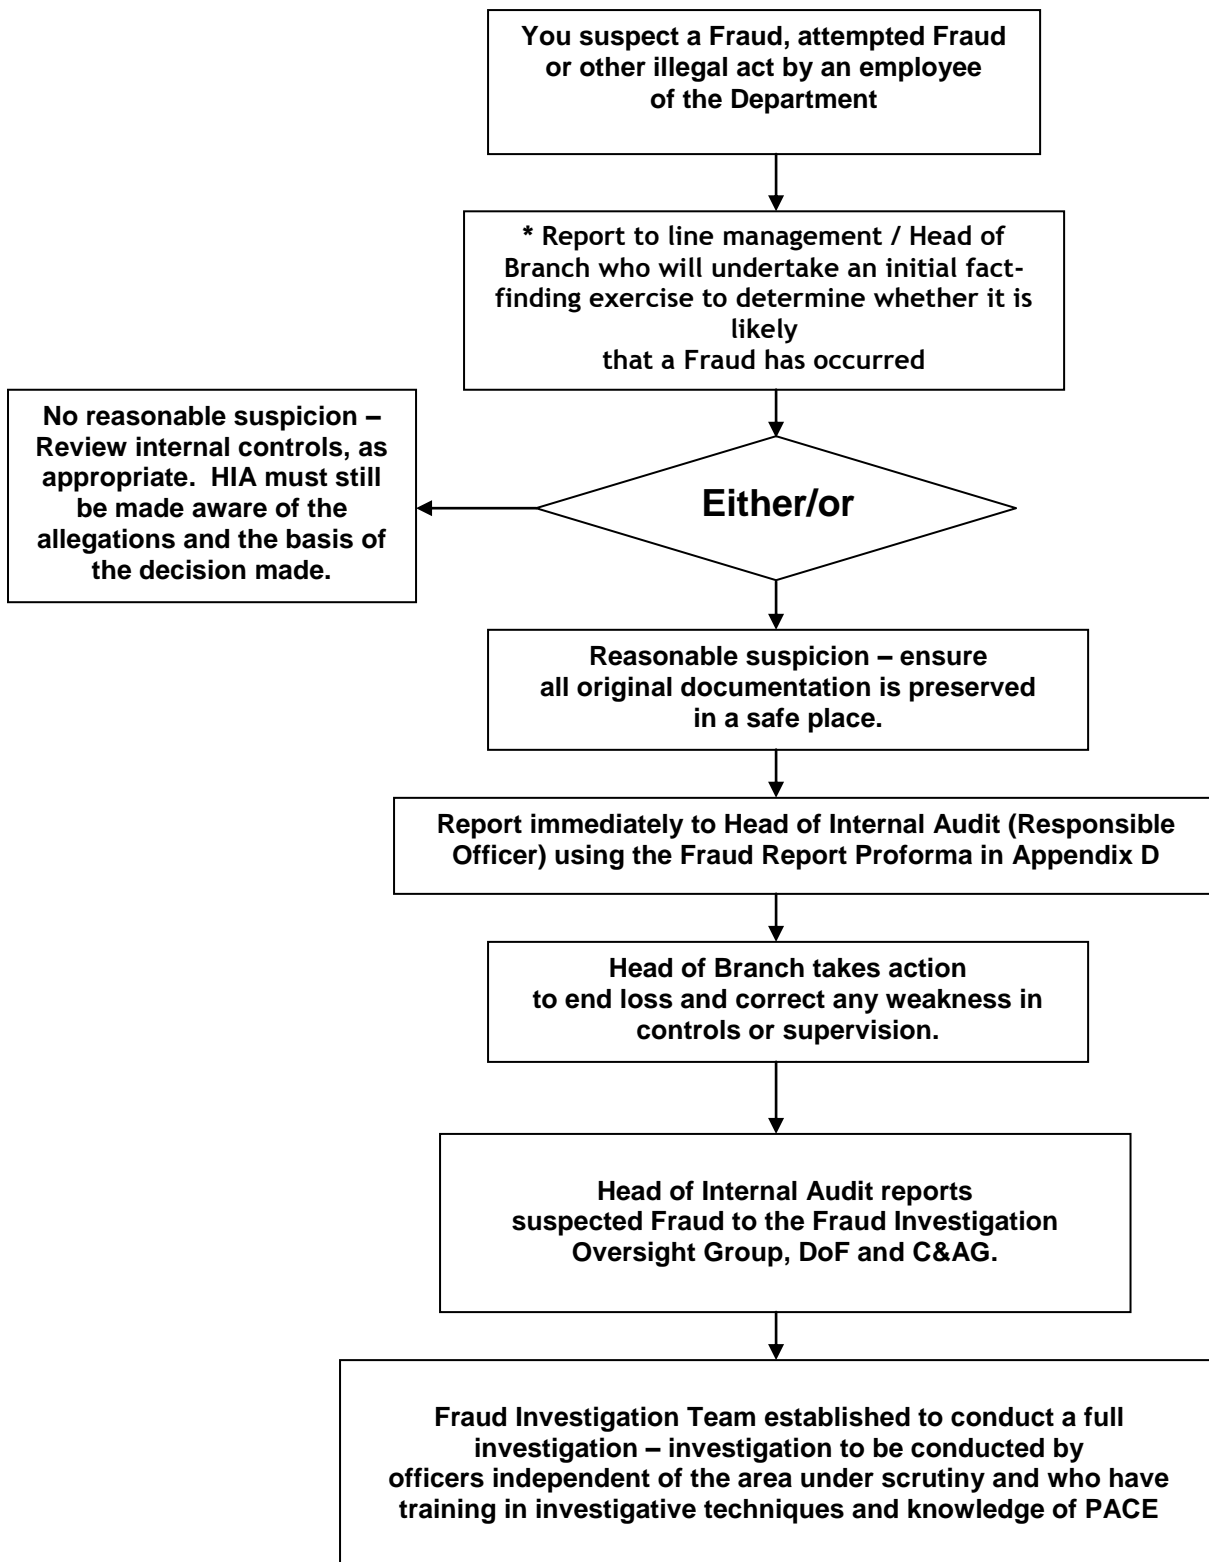 You suspect a Fraud, attempted Fraud
or other illegal act by an employee
of the Department
* Report to line management / Head of
Branch who will undertake an initial fact-
finding exercise to determine whether it is
likely
that a Fraud has occurred
No reasonable suspicion –
Review internal controls, as
appropriate.  HIA must still
be made aware of the
allegations and the basis of
the decision made.
Either/or
Reasonable suspicion – ensure
all original documentation is preserved
in a safe place.
Report immediately to Head of Internal Audit (Responsible
Officer) using the Fraud Report Proforma in Appendix D
Head of Branch takes action
to end loss and correct any weakness in
controls or supervision.
Head of Internal Audit reports
suspected Fraud to the Fraud Investigation
Oversight Group, DoF and C&AG.
Fraud Investigation Team established to conduct a full
investigation – investigation to be conducted by
officers independent of the area under scrutiny and who have
training in investigative techniques and knowledge of PACE